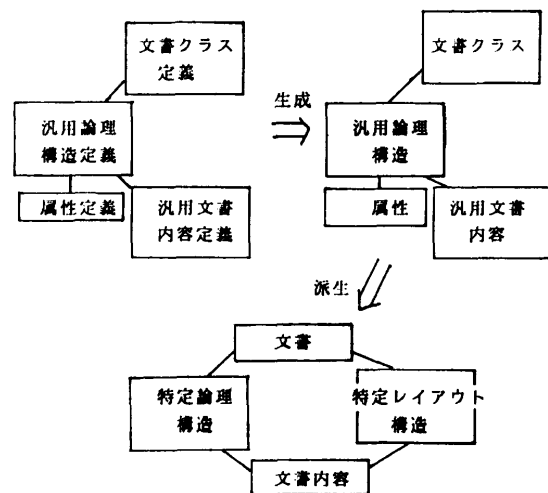 文書クラス
定義
汎用論理
構造定義
属性定義
汎用文書
内容定義
生成
文書クラス
汎用論理
構造
属性
汎用文書
内容
派生
文書
特定論理
構造
特定レイアウト
構造
文書内容